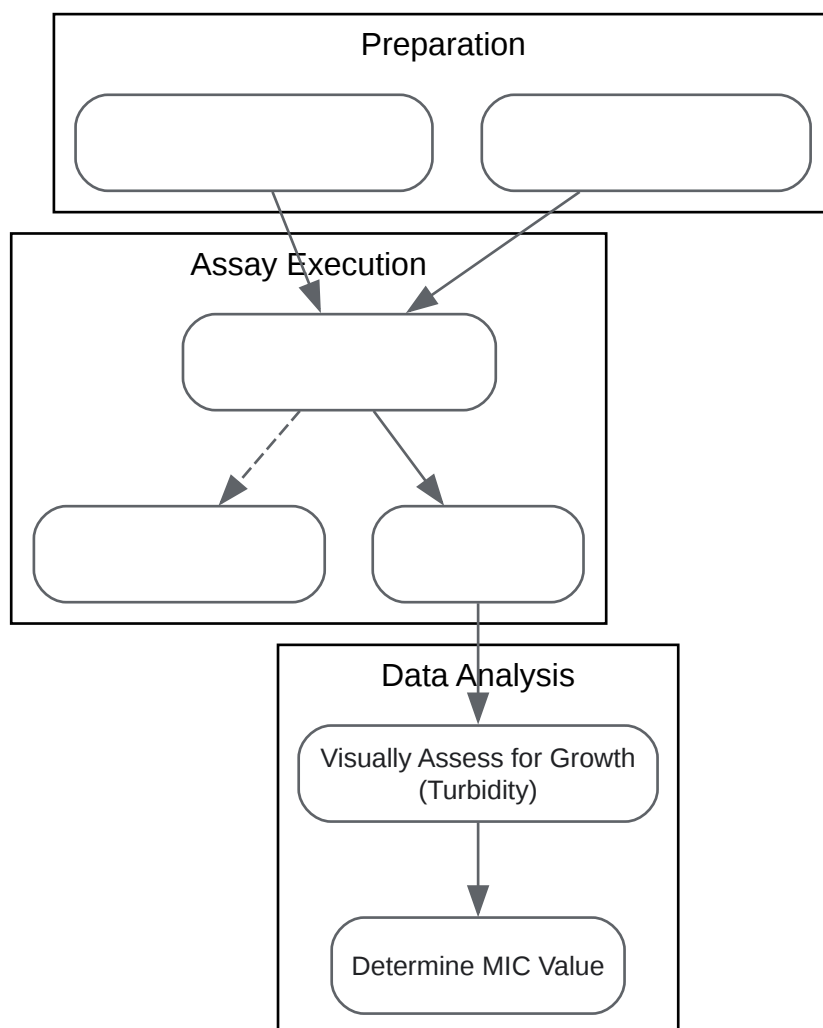 Preparation
Assay Execution
Data Analysis
Visually Assess for Growth
(Turbidity)
Determine MIC Value